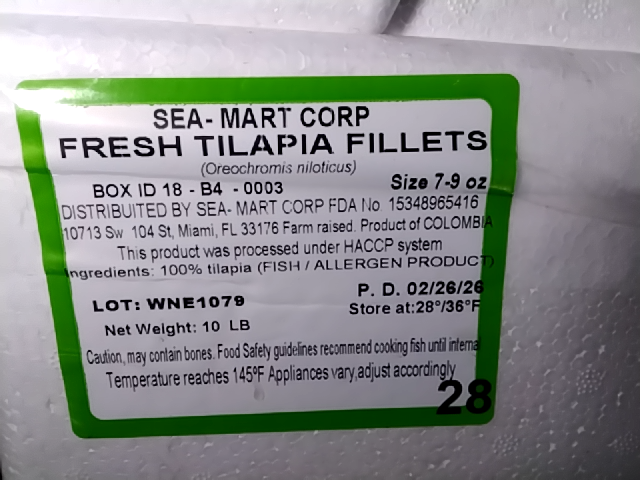 SEA- MART CORP
FRESH TILAPIA FILLETS
(Oreochromis niloticus)
BOX ID 18 - B4 - 0003 Size 7-9 oz
DISTRIBUITED BY SEA- MART CORP FDA No. 15348965416
10713 Sw 104 St, Miami, FL 33176 Farm raised. Product of COLOMBIA
This product was processed under HACCP system
Ingredients: 100% tilapia (FISH / ALLERGEN PRODUCT)
LOT: WNE1079 P. D. 02/26/26
Store at:28°/36°F
Net Weight: 10 LB
Caution, may contain bones. Food Safety guidelines recommend cooking fish until internal
Temperature reaches 145ºF Appliances vary,adjust accordingly
28